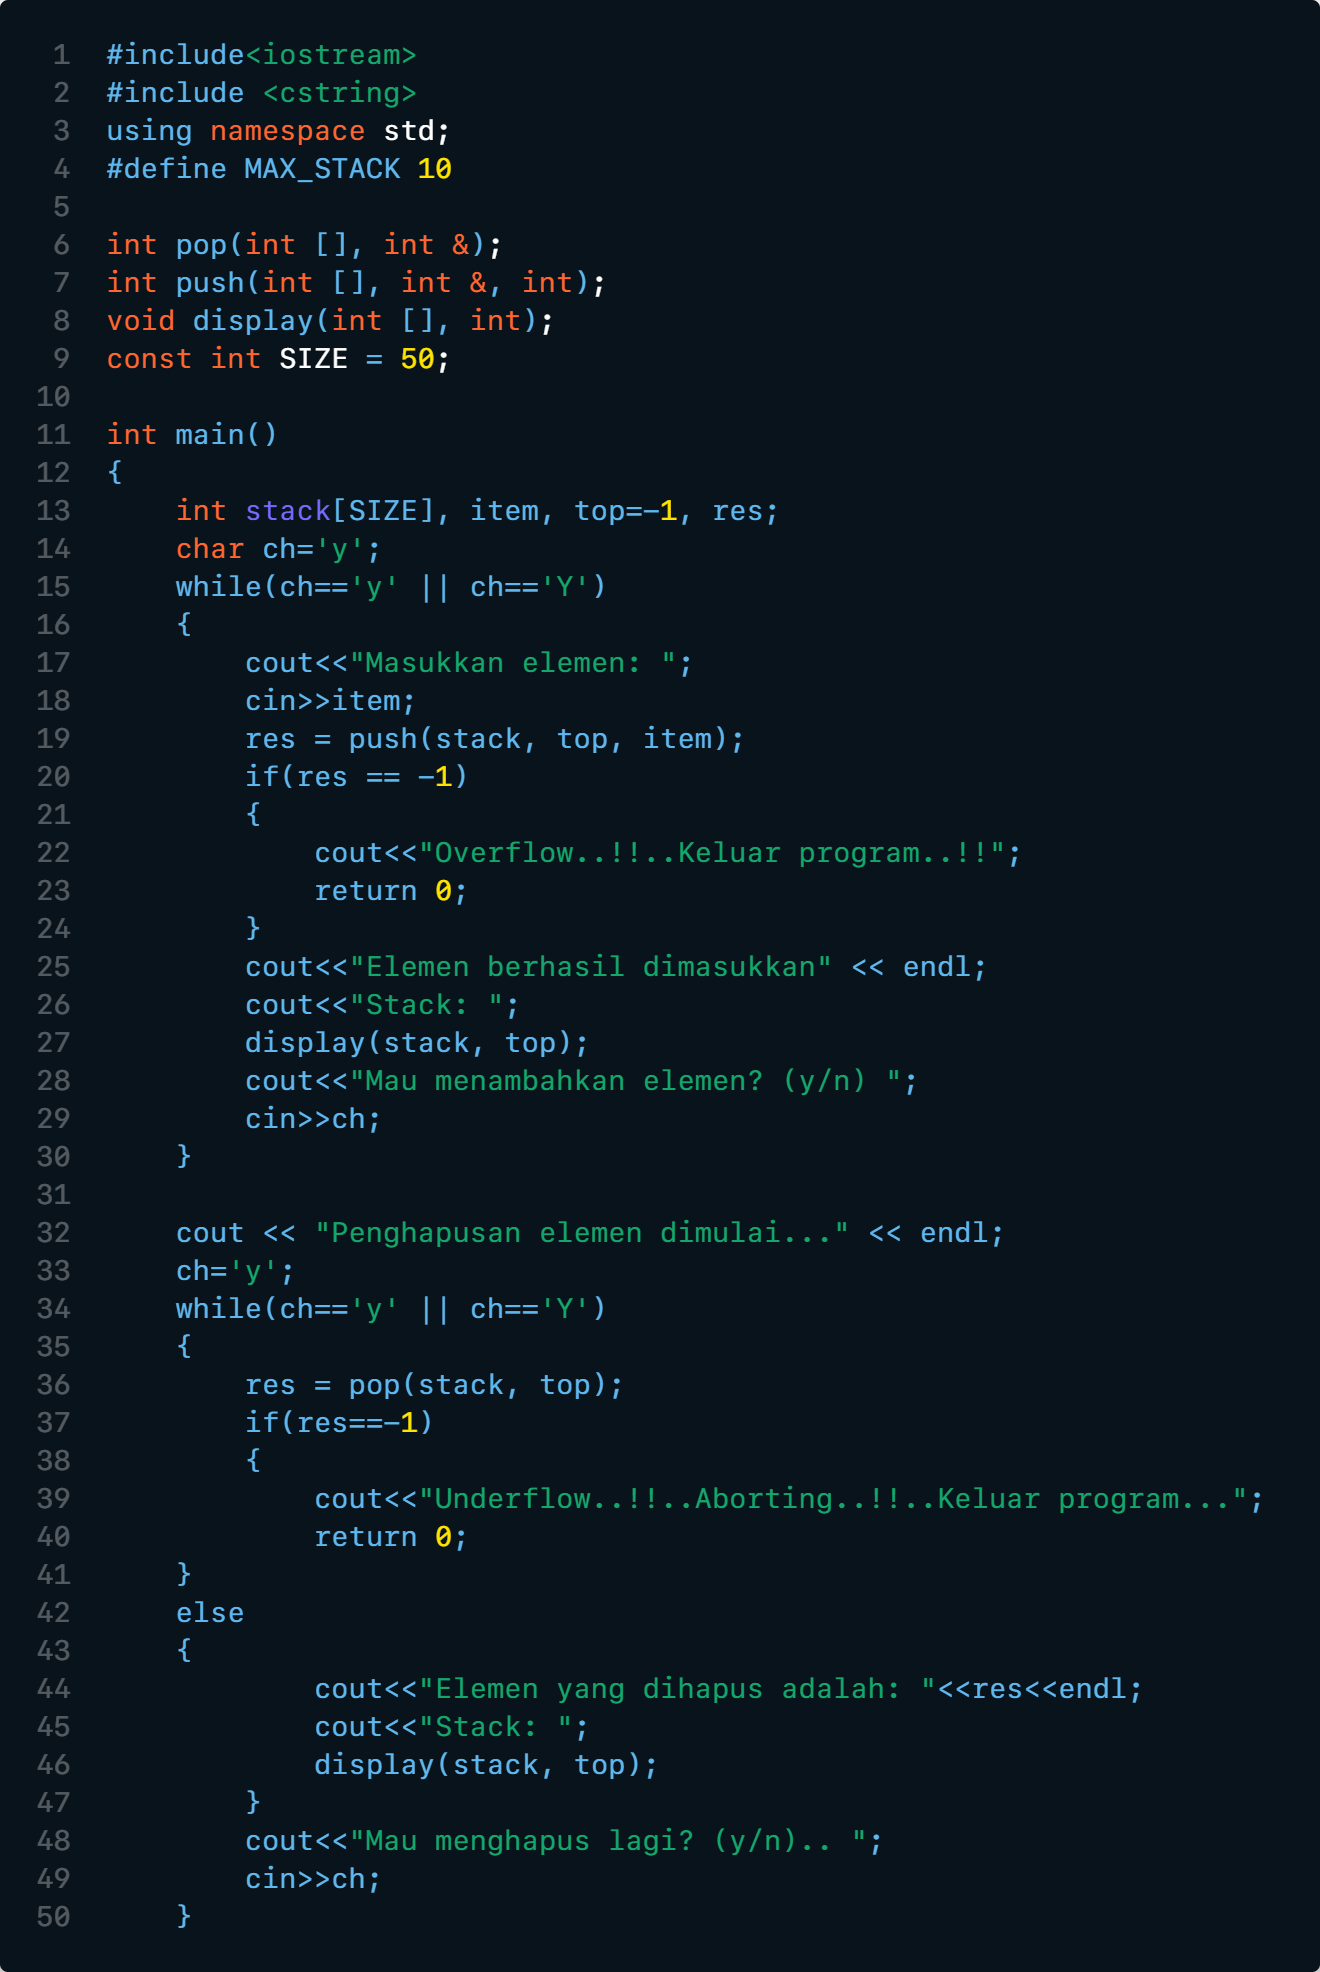 1 #include<iostream>
2 #include <cstring>
3 using namespace std;
4 #define MAX_STACK 10
5
6 int pop(int [], int &);
7 int push(int [], int &, int);
8 void display(int [], int);
9 const int SIZE = 50;
10
11 int main()
12 {
13     int stack[SIZE], item, top=-1, res;
14     char ch='y';
15     while(ch=='y' || ch=='Y')
16     {
17         cout<<"Masukkan elemen: ";
18         cin>>item;
19         res = push(stack, top, item);
20         if(res == -1)
21         {
22             cout<<"Overflow..!!..Keluar program..!!";
23             return 0;
24         }
25         cout<<"Elemen berhasil dimasukkan" << endl;
26         cout<<"Stack: ";
27         display(stack, top);
28         cout<<"Mau menambahkan elemen? (y/n) ";
29         cin>>ch;
30     }
31
32     cout << "Penghapusan elemen dimulai..." << endl;
33     ch='y';
34     while(ch=='y' || ch=='Y')
35     {
36         res = pop(stack, top);
37         if(res==-1)
38         {
39             cout<<"Underflow..!!..Aborting..!!..Keluar program...";
40             return 0;
41     }
42     else
43     {
44             cout<<"Elemen yang dihapus adalah: "<<res<<endl;
45             cout<<"Stack: ";
46             display(stack, top);
47         }
48         cout<<"Mau menghapus lagi? (y/n).. ";
49         cin>>ch;
50     }